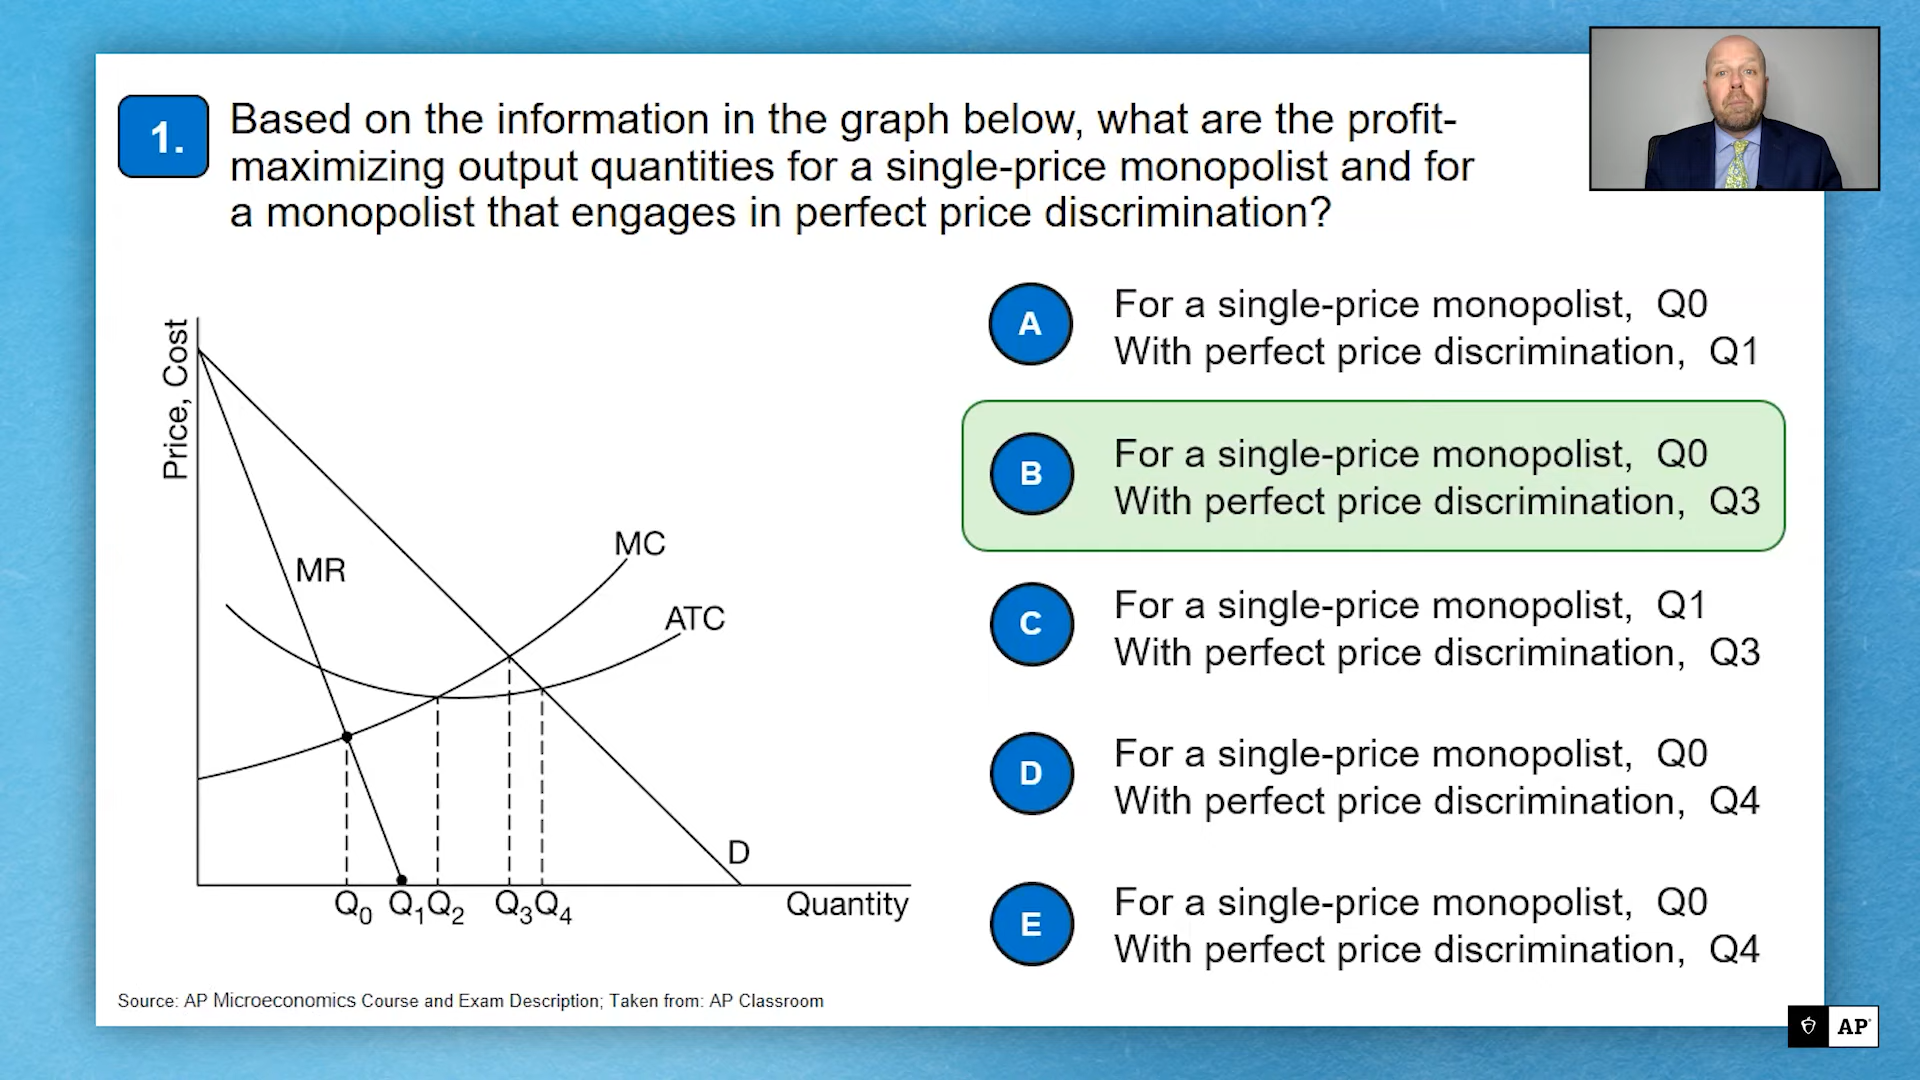 1.
Based on the information in the graph below, what are the profit-
maximizing output quantities for a single-price monopolist and for
a monopolist that engages in perfect price discrimination?
Price, Cost
MR
MC
ATC
D
Q0 Q1 Q2 Q3 Q4
Quantity
A
For a single-price monopolist, Q0
With perfect price discrimination, Q1
B
For a single-price monopolist, Q0
With perfect price discrimination, Q3
C
For a single-price monopolist, Q1
With perfect price discrimination, Q3
D
For a single-price monopolist, Q0
With perfect price discrimination, Q4
E
For a single-price monopolist, Q0
With perfect price discrimination, Q4
Source: AP Microeconomics Course and Exam Description; Taken from: AP Classroom
AP